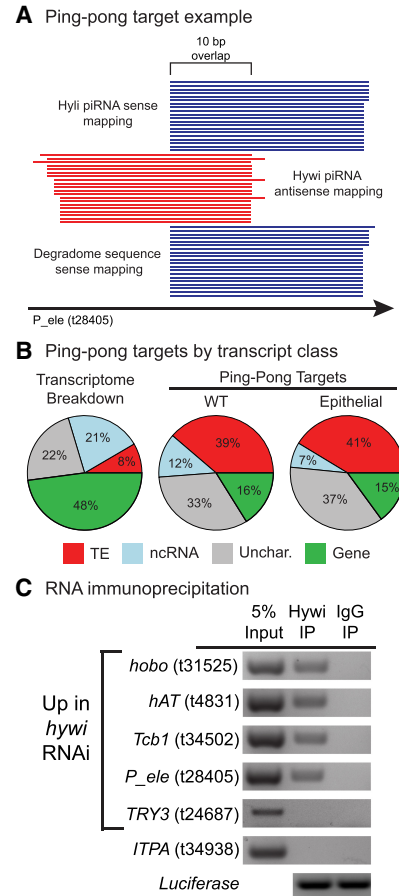 A Ping-pong target example
10 bp
overlap
Hyli piRNA sense
mapping
Hywi piRNA
antisense mapping
Degradome sequence
sense mapping
P_ele (t28405)
B Ping-pong targets by transcript class
Transcriptome
Breakdown
Ping-Pong Targets
WT
Epithelial
21%
8%
22%
48%
39%
12%
16%
33%
41%
7%
15%
37%
TE
ncRNA
Unchar.
Gene
C RNA immunoprecipitation
5%
Input
Hywi
IP
IgG
IP
Up in
hywi
RNAi
hobo (t31525)
hAT (t4831)
Tcb1 (t34502)
P_ele (t28405)
TRY3 (t24687)
ITPA (t34938)
Luciferase